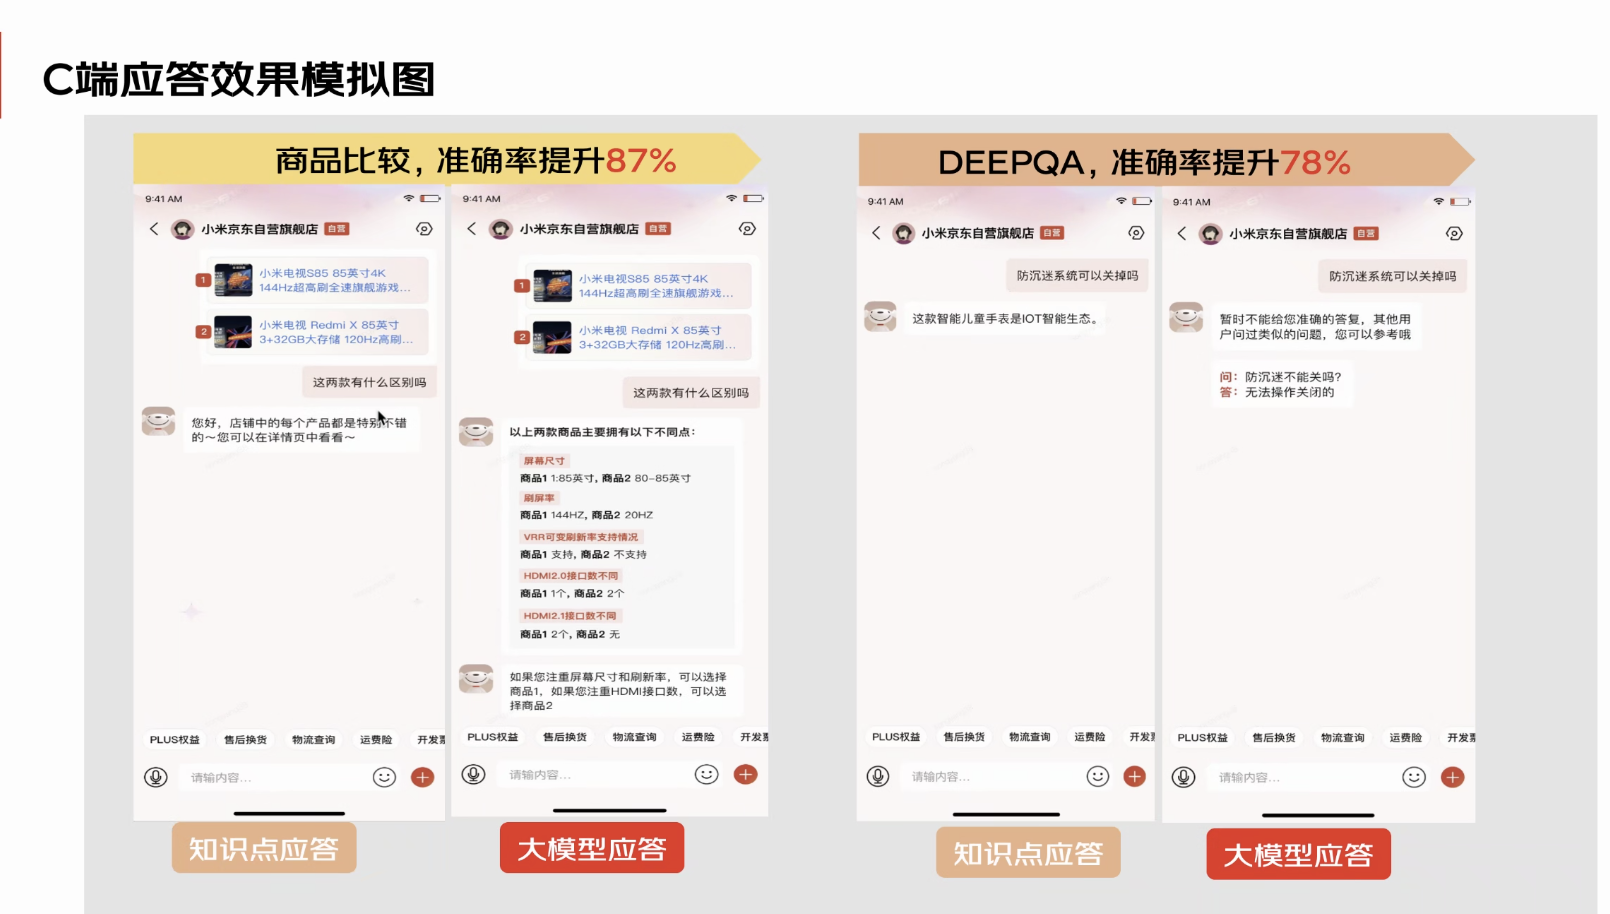 C端应答效果模拟图
商品比较，准确率提升87%
9:41 AM
小米京东自营旗舰店 自营
1
小米电视S85 85英寸4K
144Hz超高刷全速旗舰游戏...
2
小米电视 Redmi X 85英寸
3+32GB大存储 120Hz高刷...
这两款有什么区别吗
您好，店铺中的每个产品都是特别不错
的～您可以在详情页中看看～
PLUS权益 售后换货 物流查询 运费险 开发票
请输内容...
知识点应答
9:41 AM
小米京东自营旗舰店 自营
1
小米电视S85 85英寸4K
144Hz超高刷全速旗舰游戏...
2
小米电视 Redmi X 85英寸
3+32GB大存储 120Hz高刷...
这两款有什么区别吗
以上两款商品主要拥有以下不同点：
屏幕尺寸
商品1 1:85英寸, 商品2 80-85英寸
刷屏率
商品1 144HZ, 商品2 20HZ
VRR可变刷新率支持情况
商品1 支持, 商品2 不支持
HDMI2.0接口数不同
商品1 1个, 商品2 2个
HDMI2.1接口数不同
商品1 2个, 商品2 无
如果您注重屏幕尺寸和刷新率，可以选择
商品1，如果您注重HDMI接口数，可以选
择商品2
PLUS权益 售后换货 物流查询 运费险 开发票
请输内容...
大模型应答
DEEPQA，准确率提升78%
9:41 AM
小米京东自营旗舰店 自营
防沉迷系统可以关掉吗
这款智能儿童手表是IOT智能生态。
PLUS权益 售后换货 物流查询 运费险 开发票
请输内容...
知识点应答
9:41 AM
小米京东自营旗舰店 自营
防沉迷系统可以关掉吗
暂时不能给您准确的答复，其他用
户问过类似的问题，您可以参考哦
问：防沉迷不能关吗?
答：无法操作关闭的
PLUS权益 售后换货 物流查询 运费险 开发票
请输内容...
大模型应答